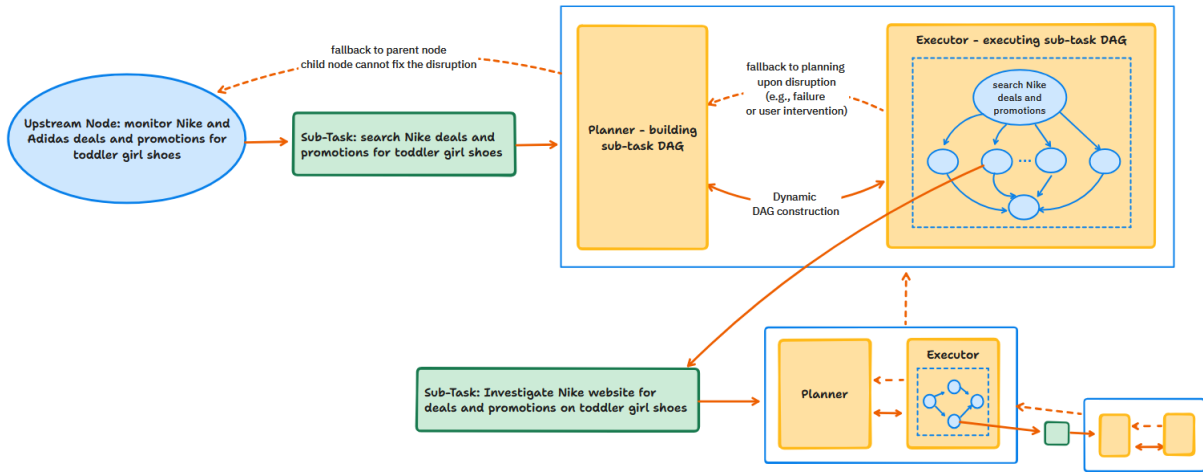 fallback to parent node
child node cannot fix the disruption
Upstream Node: monitor Nike and
Adidas deals and promotions for
toddler girl shoes
Sub-Task: search Nike deals and
promotions for toddler girl shoes
Planner - building
sub-task DAG
fallback to planning
upon disruption
(e.g., failure
or user intervention)
Dynamic
DAG construction
Executor - executing sub-task DAG
search Nike
deals and
promotions
...
Sub-Task: Investigate Nike website for
deals and promotions on toddler girl shoes
Planner
Executor